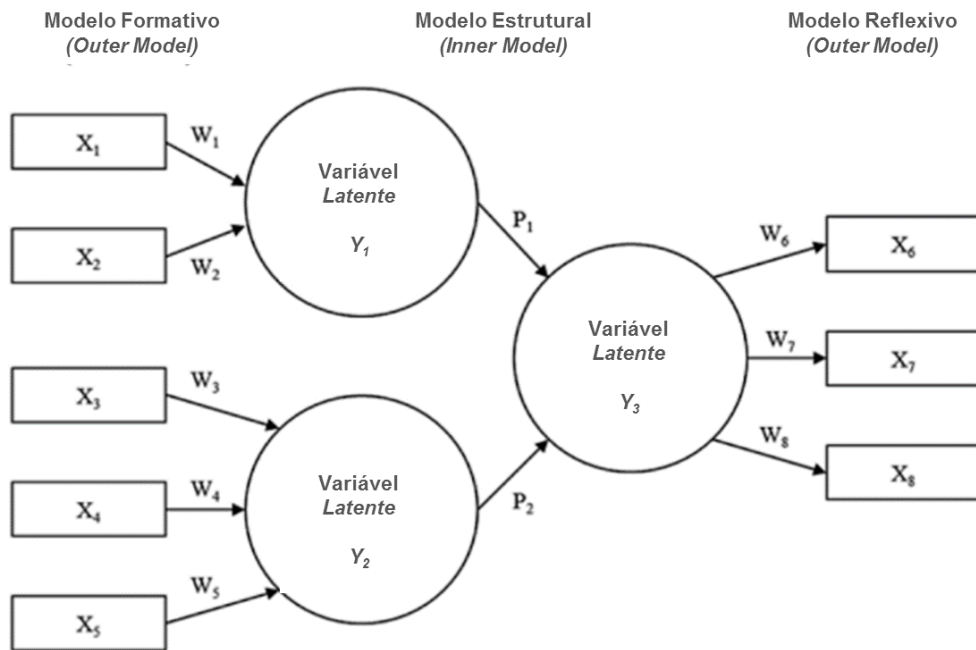 Modelo Formativo
(Outer Model)
Modelo Estrutural
(Inner Model)
Modelo Reflexivo
(Outer Model)
X1
W1
X2
W2
Variável
Latente
Y1
P1
X3
W3
X4
W4
X5
W5
Variável
Latente
Y2
P2
Variável
Latente
Y3
W6
X6
W7
X7
W8
X8